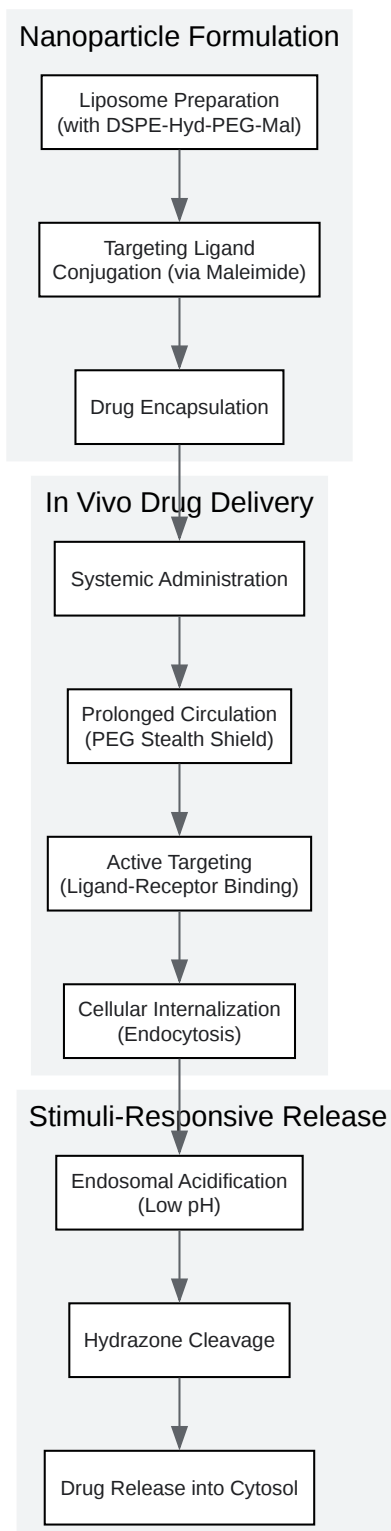 Nanoparticle Formulation
Liposome Preparation
(with DSPE-Hyd-PEG-Mal)
Targeting Ligand
Conjugation (via Maleimide)
Drug Encapsulation
In Vivo Drug Delivery
Systemic Administration
Prolonged Circulation
(PEG Stealth Shield)
Active Targeting
(Ligand-Receptor Binding)
Cellular Internalization
(Endocytosis)
Stimuli-Responsive Release
Endosomal Acidification
(Low pH)
Hydrazone Cleavage
Drug Release into Cytosol